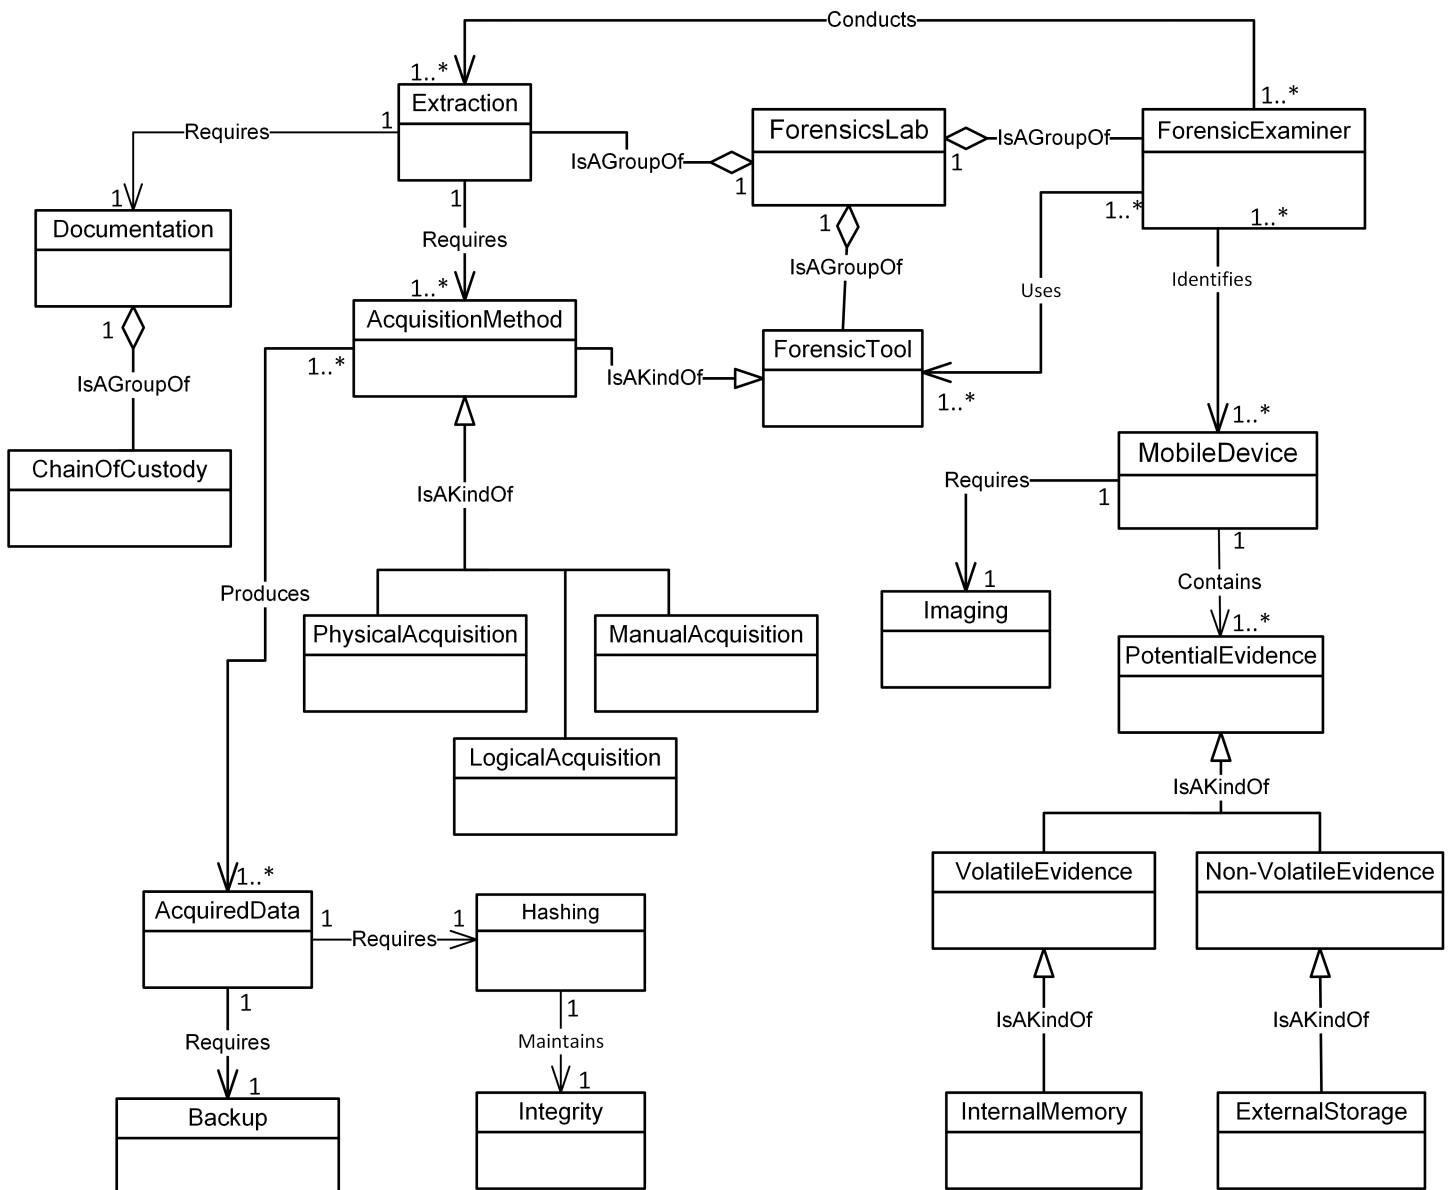 Conducts
1..*
1..*
Extraction
1
Requires
1
Documentation
1
IsAGroupOf
ChainOfCustody
IsAGroupOf
1
ForensicsLab
1
IsAGroupOf
ForensicExaminer
1..*
1..*
1
IsAGroupOf
1
Requires
1..*
AcquisitionMethod
1..*
IsAKindOf
ForensicTool
1..*
Uses
Identifies
1..*
MobileDevice
1
Requires
1
Imaging
1
Contains
1..*
PotentialEvidence
IsAKindOf
Produces
PhysicalAcquisition
ManualAcquisition
LogicalAcquisition
IsAKindOf
VolatileEvidence
Non-VolatileEvidence
1..*
AcquiredData
1
Requires
1
Hashing
1
Requires
1
Backup
1
Maintains
1
Integrity
IsAKindOf
InternalMemory
IsAKindOf
ExternalStorage